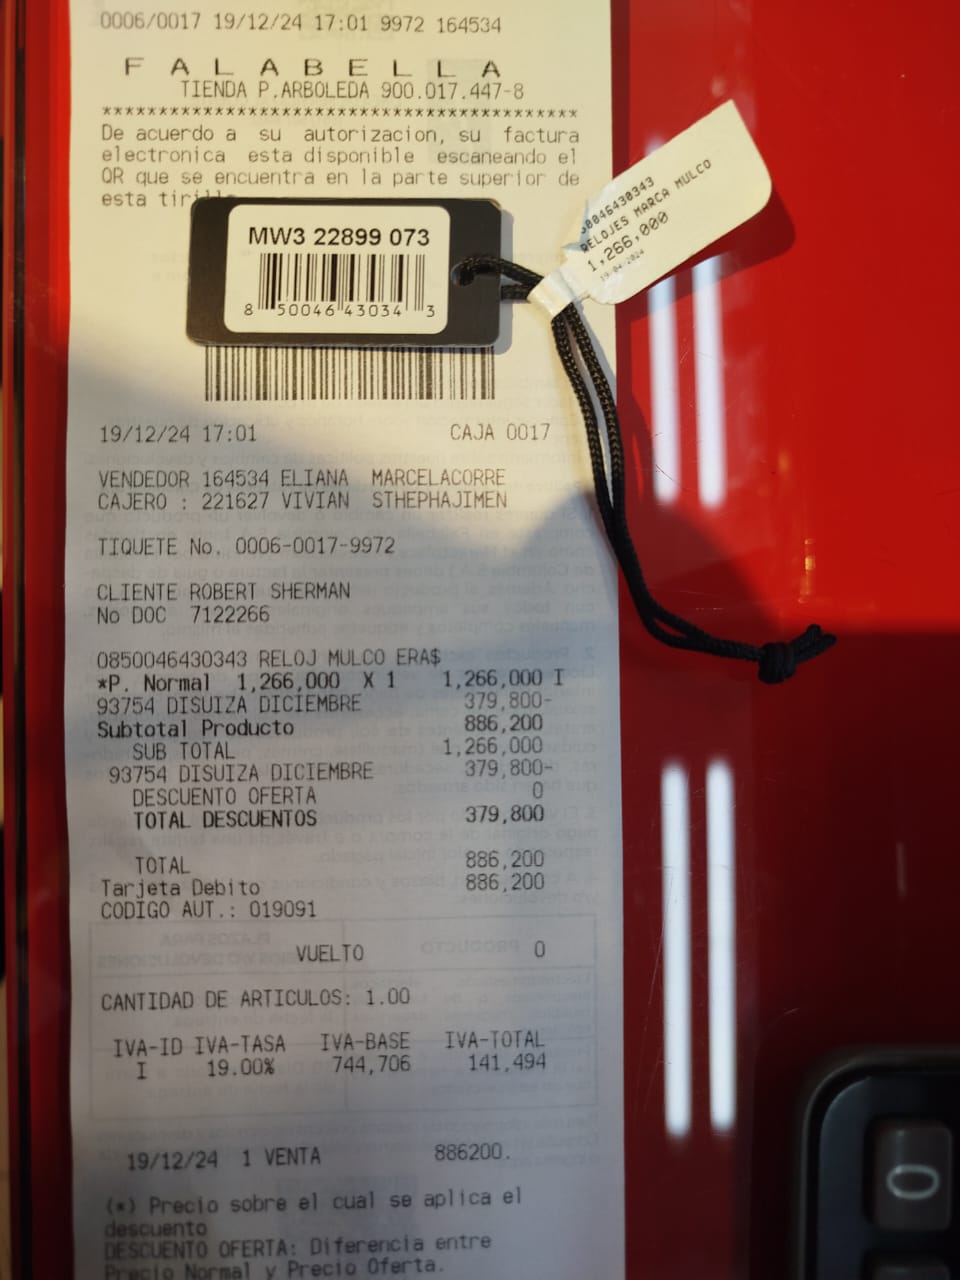 0006/0017 19/12/24 17:01 9972 164534
F A L A B E L L A
TIENDA P.ARBOLEDA 900.017.447-8
******************************************
De acuerdo a su autorizacion, su factura
electronica esta disponible escaneando el
QR que se encuentra en la parte superior de
esta
MW3 22899 073
8 50046 43034 3
RELOJES MARCA MULCO
1,266,000
19/12/24 17:01 CAJA 0017
VENDEDOR 164534 ELIANA MARCELACORRE
CAJERO : 221627 VIVIAN STHEPHAJIMEN
TIQUETE No. 0006-0017-9972
CLIENTE ROBERT SHERMAN
No DOC 7122266
0850046430343 RELOJ MULCO ERA$
*P. Normal 1,266,000 X 1 1,266,000 I
93754 DISUIZA DICIEMBRE 379,800-
Subtotal Producto 886,200
SUB TOTAL 1,266,000
93754 DISUIZA DICIEMBRE 379,800-
DESCUENTO OFERTA 0
TOTAL DESCUENTOS 379,800
TOTAL 886,200
Tarjeta Debito 886,200
CODIGO AUT.: 019091
VUELTO 0
CANTIDAD DE ARTICULOS: 1.00
IVA-ID IVA-TASA IVA-BASE IVA-TOTAL
I 19.00% 744,706 141,494
19/12/24 1 VENTA 886200.
(*) Precio sobre el cual se aplica el
descuento
DESCUENTO OFERTA: Diferencia entre
Precio Normal y Precio Oferta.
0